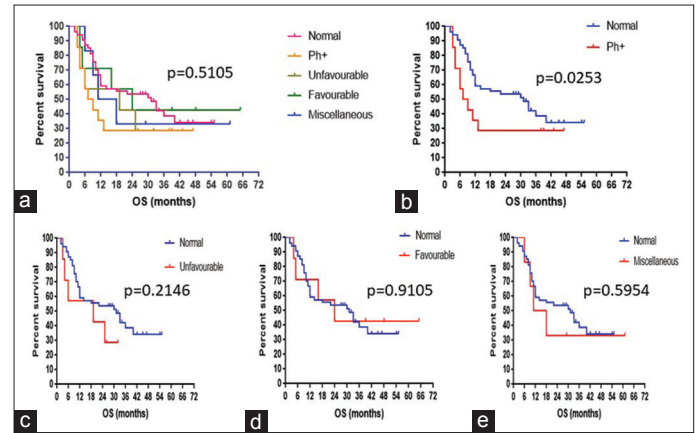 100
90
80
70
60
50
40
30
20
10
0
Percent survival
0 6 12 18 24 30 36 42 48 54 60 66 72
OS (months)
Normal
Ph+
Unfavourable
Favourable
Miscellaneous
p=0.5105
a
100
90
80
70
60
50
40
30
20
10
0
Percent survival
0 6 12 18 24 30 36 42 48 54 60 66 72
OS (months)
Normal
Ph+
p=0.0253
b
100
90
80
70
60
50
40
30
20
10
0
Percent survival
0 6 12 18 24 30 36 42 48 54 60 66 72
OS (months)
Normal
Unfavourable
p=0.2146
c
100
90
80
70
60
50
40
30
20
10
0
Percent survival
0 6 12 18 24 30 36 42 48 54 60 66 72
OS (months)
Normal
Favourable
p=0.9105
d
100
90
80
70
60
50
40
30
20
10
0
Percent survival
0 6 12 18 24 30 36 42 48 54 60 66 72
OS (months)
Normal
Miscellaneous
p=0.5954
e